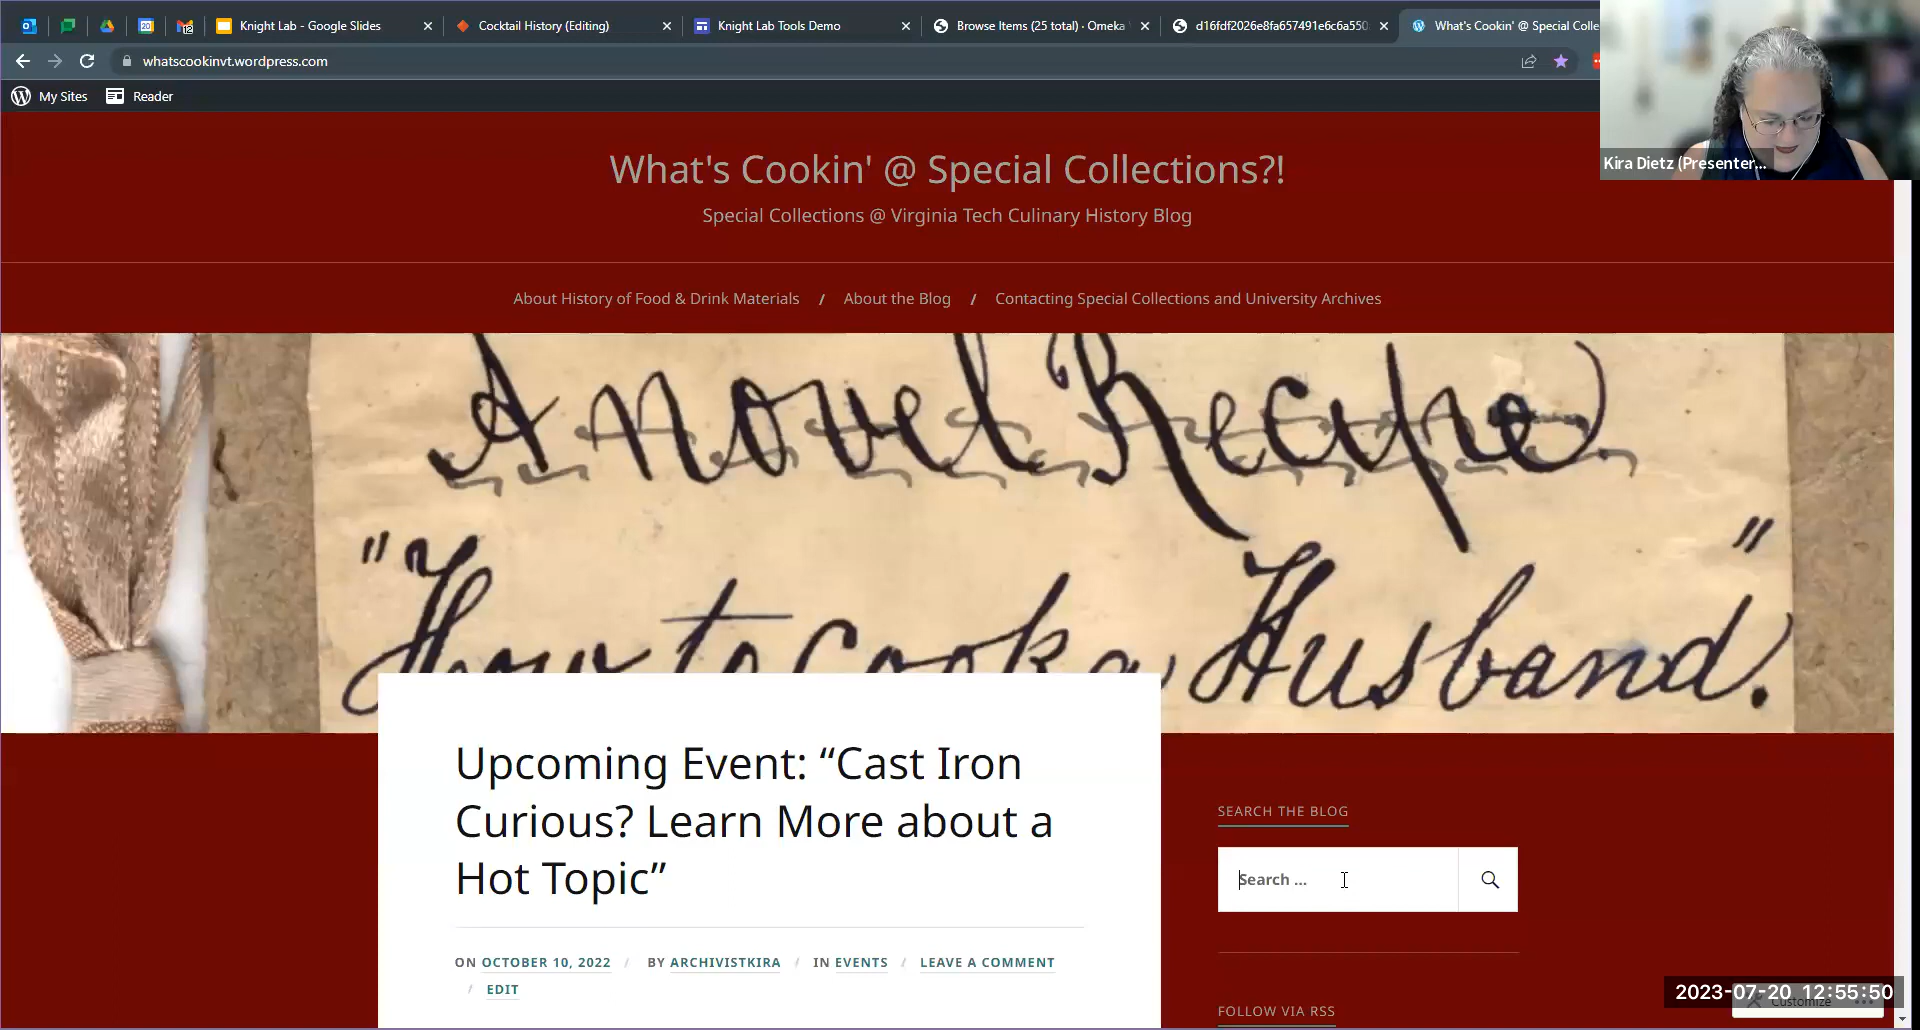 Knight Lab - Google Slides
Cocktail History (Editing)
Knight Lab Tools Demo
Browse Items (25 total) · Omeka
d16fdf2026e8fa657491e6c6a550
What's Cookin' @ Special Colle
whatscookinvt.wordpress.com
My Sites
Reader
Kira Dietz (Presenter...
What's Cookin' @ Special Collections?!
Special Collections @ Virginia Tech Culinary History Blog
About History of Food & Drink Materials / About the Blog / Contacting Special Collections and University Archives
A Novel Recipe
"How to Cook a Husband."
Upcoming Event: “Cast Iron
Curious? Learn More about a
Hot Topic”
ON OCTOBER 10, 2022 / BY ARCHIVISTKIRA / IN EVENTS / LEAVE A COMMENT
/ EDIT
SEARCH THE BLOG
Search ...
FOLLOW VIA RSS
Customize
2023-07-20 12:55:50